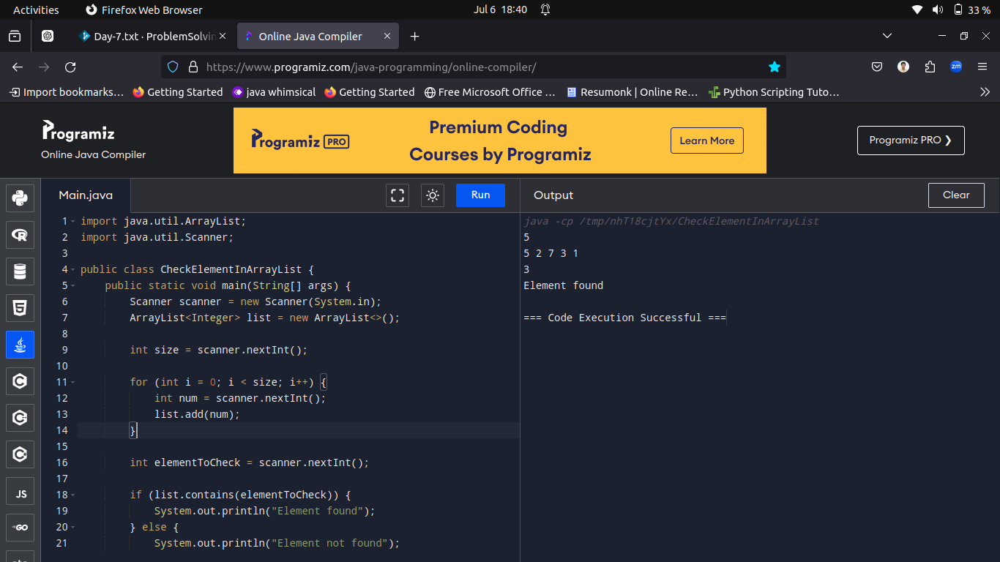 Activities
Firefox Web Browser
Jul 6 18:40
33 %
Day-7.txt · ProblemSolvin
Online Java Compiler
https://www.programiz.com/java-programming/online-compiler/
zm
Import bookmarks…
Getting Started
java whimsical
Getting Started
Free Microsoft Office …
Resumonk | Online Re…
Python Scripting Tuto…
Programiz
Online Java Compiler
Programiz PRO
Premium Coding
Courses by Programiz
Learn More
Programiz PRO ❯
Main.java
Run
Output
Clear
1 import java.util.ArrayList;
2 import java.util.Scanner;
3
4 public class CheckElementInArrayList {
5     public static void main(String[] args) {
6         Scanner scanner = new Scanner(System.in);
7         ArrayList<Integer> list = new ArrayList<>();
8
9         int size = scanner.nextInt();
10
11         for (int i = 0; i < size; i++) {
12             int num = scanner.nextInt();
13             list.add(num);
14         }
15
16         int elementToCheck = scanner.nextInt();
17
18         if (list.contains(elementToCheck)) {
19             System.out.println("Element found");
20         } else {
21             System.out.println("Element not found");
java -cp /tmp/nhT18cjtYx/CheckElementInArrayList
5
5 2 7 3 1
3
Element found
=== Code Execution Successful ===
R
5
C
C
C
JS
GO